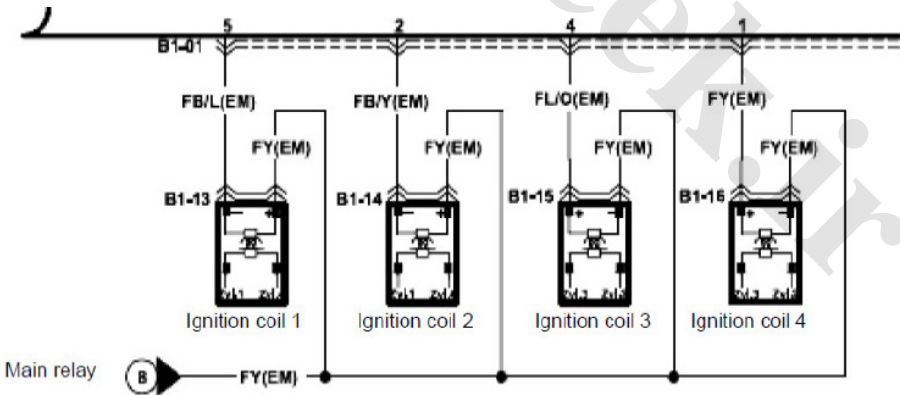 5 2 4 1
B1-01
FB/L(EM) FB/Y(EM) FL/O(EM) FY(EM)
FY(EM) FY(EM) FY(EM) FY(EM)
B1-13 B1-14 B1-15 B1-16
- + - + + - - +
Ignition coil 1 Ignition coil 2 Ignition coil 3 Ignition coil 4
Main relay B FY(EM)
ek.ir